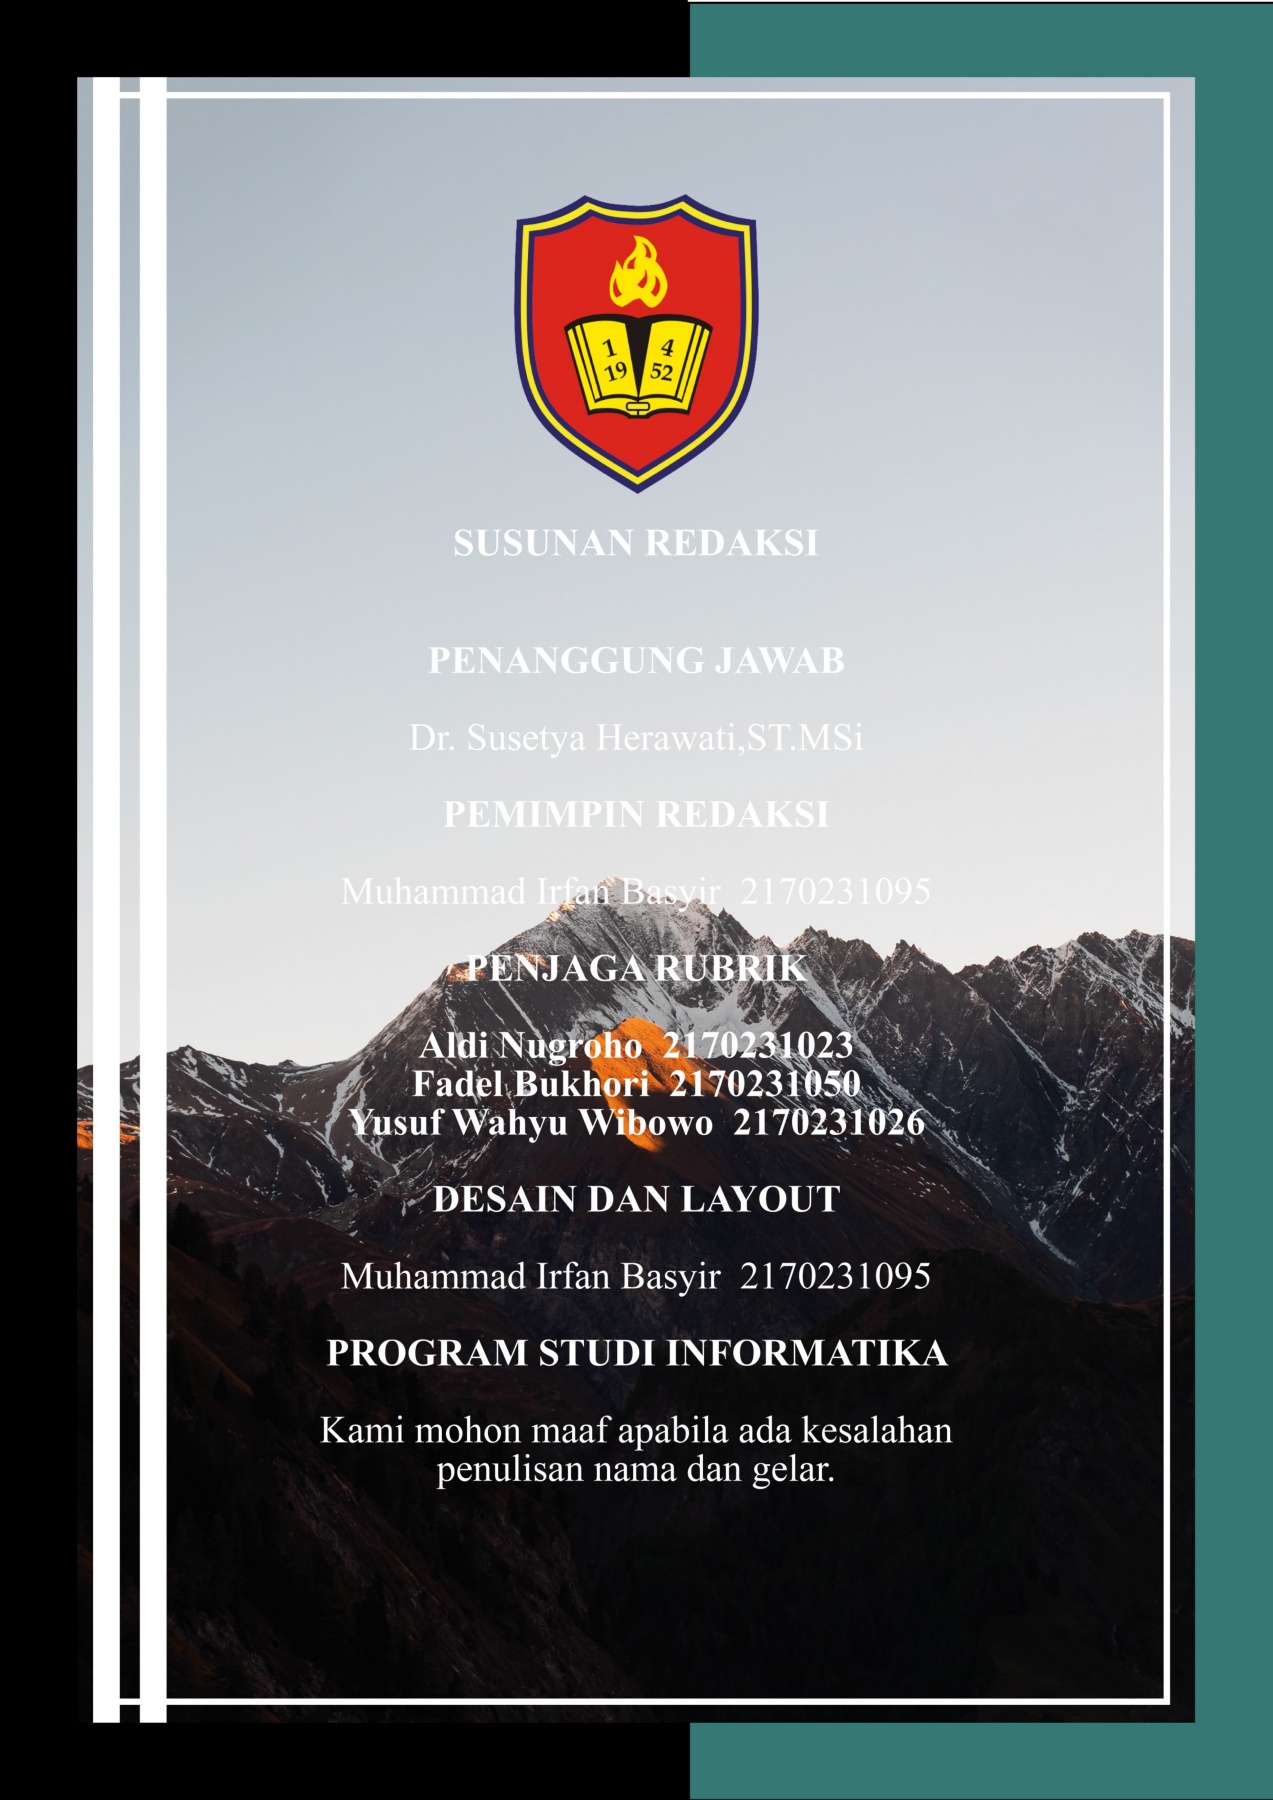 1 4
19 52
SUSUNAN REDAKSI
PENANGGUNG JAWAB
Dr. Susetya Herawati,ST.MSi
PEMIMPIN REDAKSI
Muhammad Irfan Basyir 2170231095
PENJAGA RUBRIK
Aldi Nugroho 2170231023
Fadel Bukhori 2170231050
Yusuf Wahyu Wibowo 2170231026
DESAIN DAN LAYOUT
Muhammad Irfan Basyir 2170231095
PROGRAM STUDI INFORMATIKA
Kami mohon maaf apabila ada kesalahan
penulisan nama dan gelar.